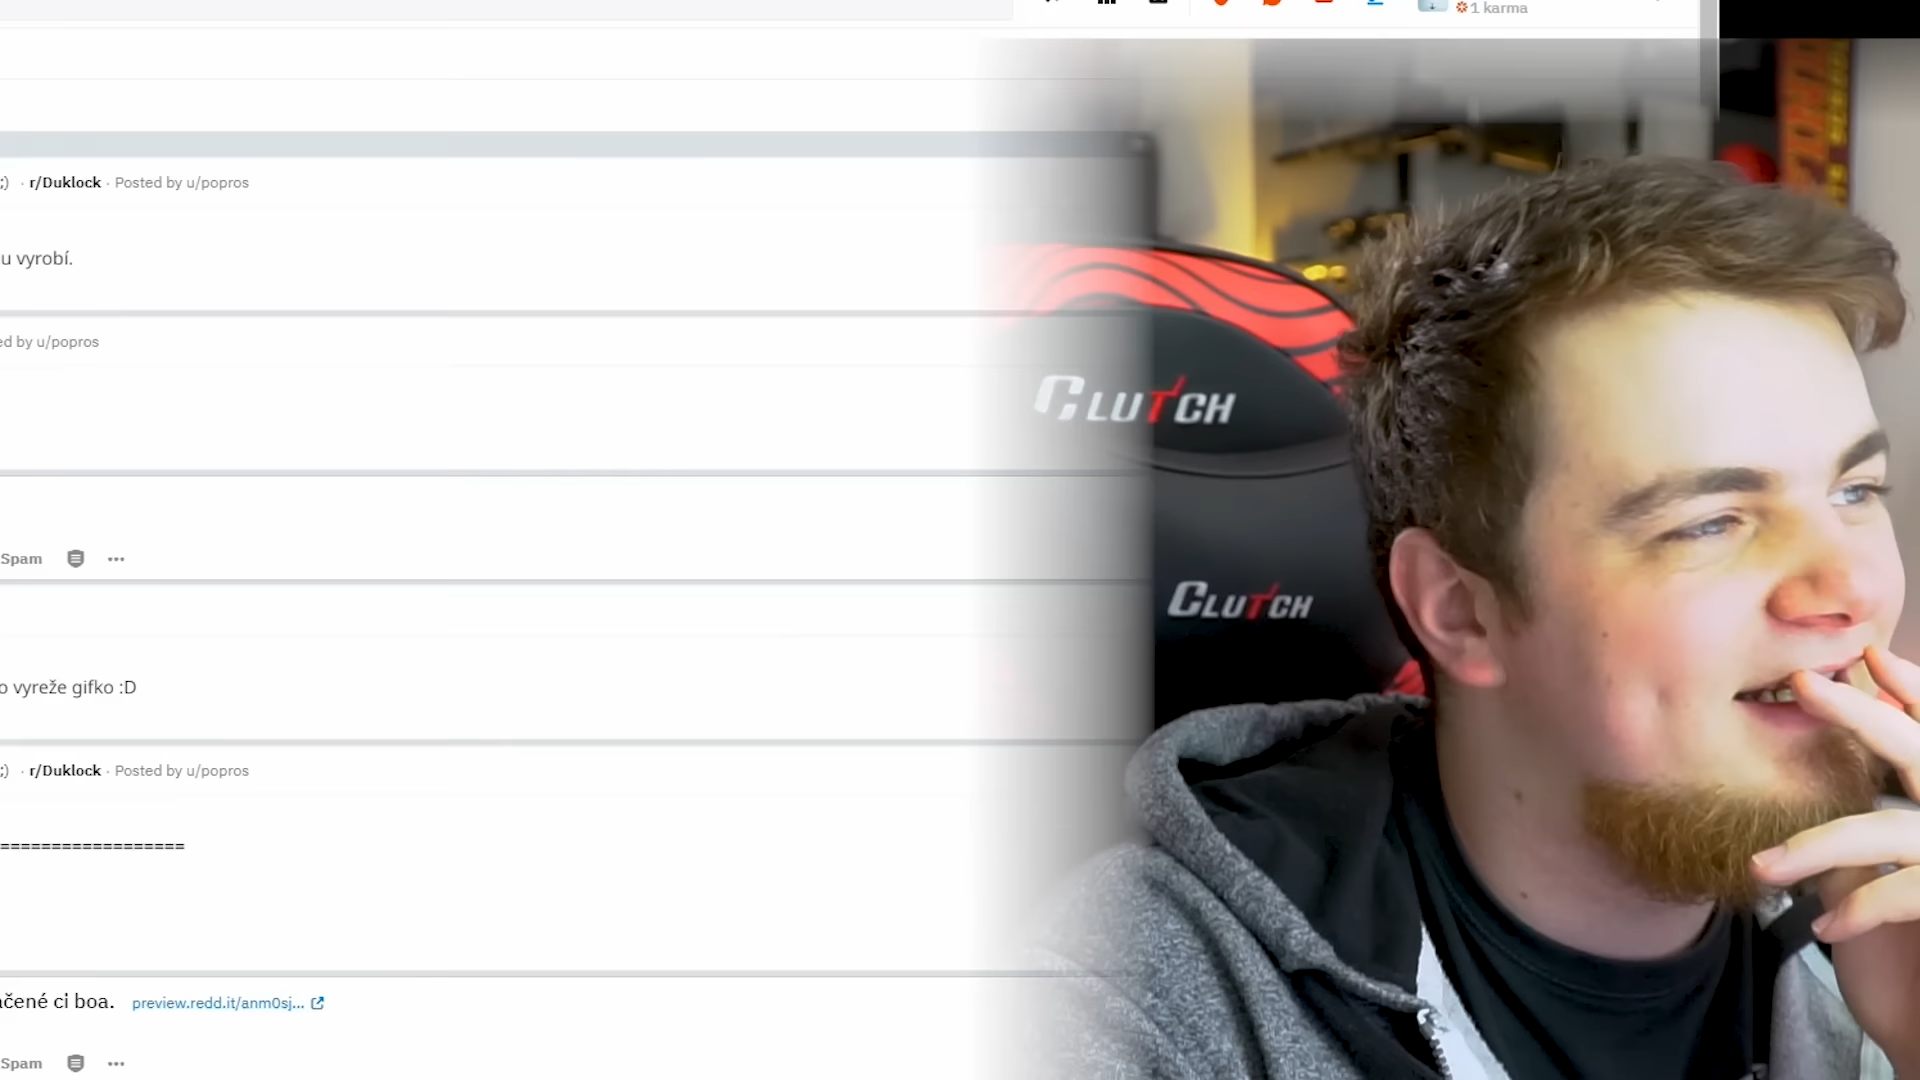 1 karma
;) · r/Duklock · Posted by u/popros
u vyrobí.
ed by u/popros
CLUTCH
CLUTCH
Spam
o vyreže gifko :D
;) · r/Duklock · Posted by u/popros
==================
áčené ci boa. preview.redd.it/anm0sj...
Spam